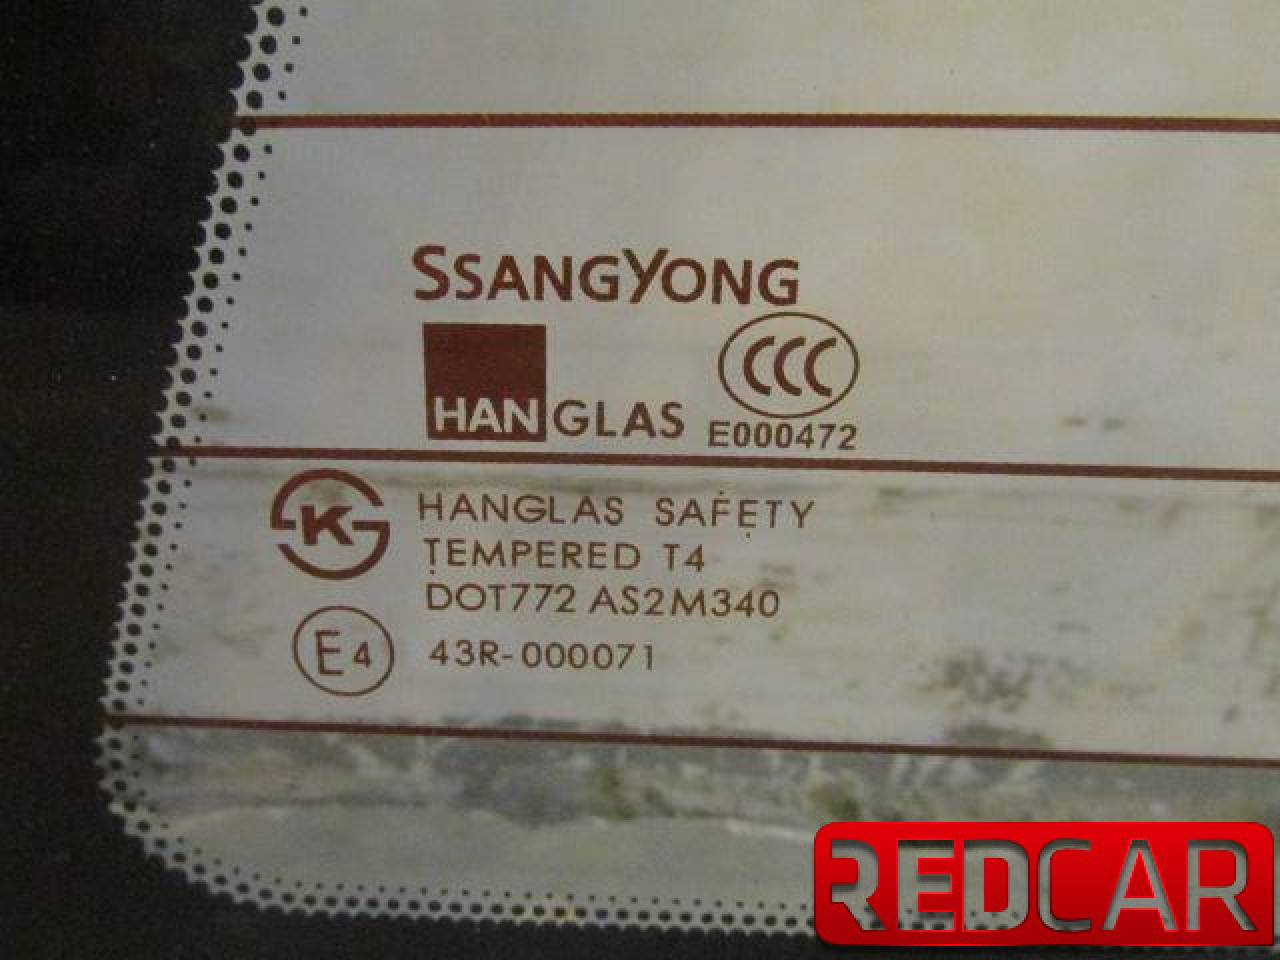 SSANGYONG
CCC
HANGLAS
E000472
K
HANGLAS SAFETY
TEMPERED T4
DOT772 AS2M340
E4
43R-000071
REDCAR